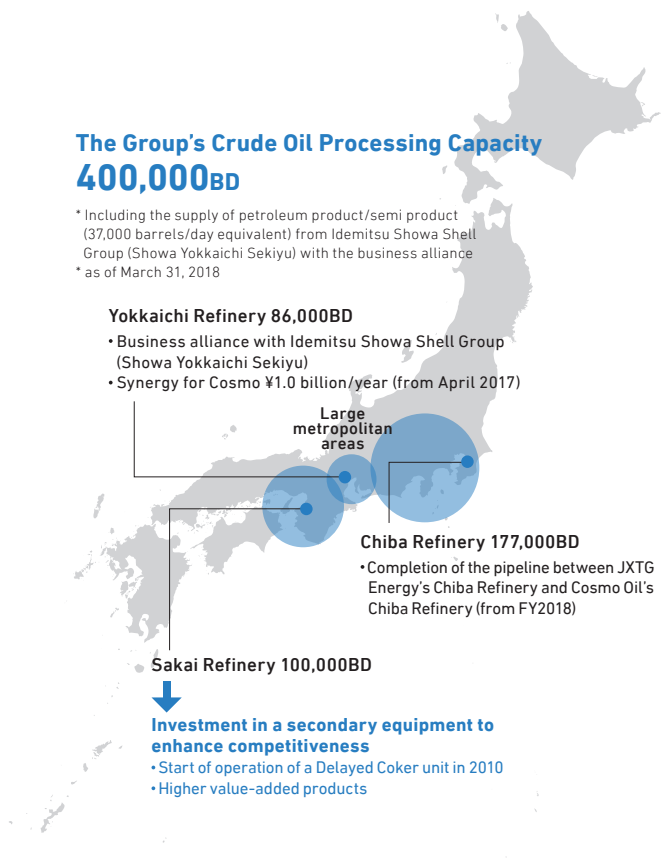 The Group's Crude Oil Processing Capacity
400,000BD
* Including the supply of petroleum product/semi product
(37,000 barrels/day equivalent) from Idemitsu Showa Shell
Group (Showa Yokkaichi Sekiyu) with the business alliance
* as of March 31, 2018
Yokkaichi Refinery 86,000BD
• Business alliance with Idemitsu Showa Shell Group
(Showa Yokkaichi Sekiyu)
• Synergy for Cosmo ¥1.0 billion/year (from April 2017)
Large
metropolitan
areas
Chiba Refinery 177,000BD
• Completion of the pipeline between JXTG
Energy's Chiba Refinery and Cosmo Oil's
Chiba Refinery (from FY2018)
Sakai Refinery 100,000BD
Investment in a secondary equipment to
enhance competitiveness
• Start of operation of a Delayed Coker unit in 2010
• Higher value-added products